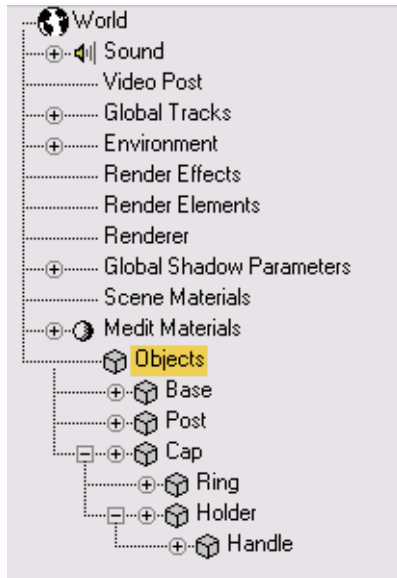 World
Sound
Video Post
Global Tracks
Environment
Render Effects
Render Elements
Renderer
Global Shadow Parameters
Scene Materials
Medit Materials
Objects
Base
Post
Cap
Ring
Holder
Handle